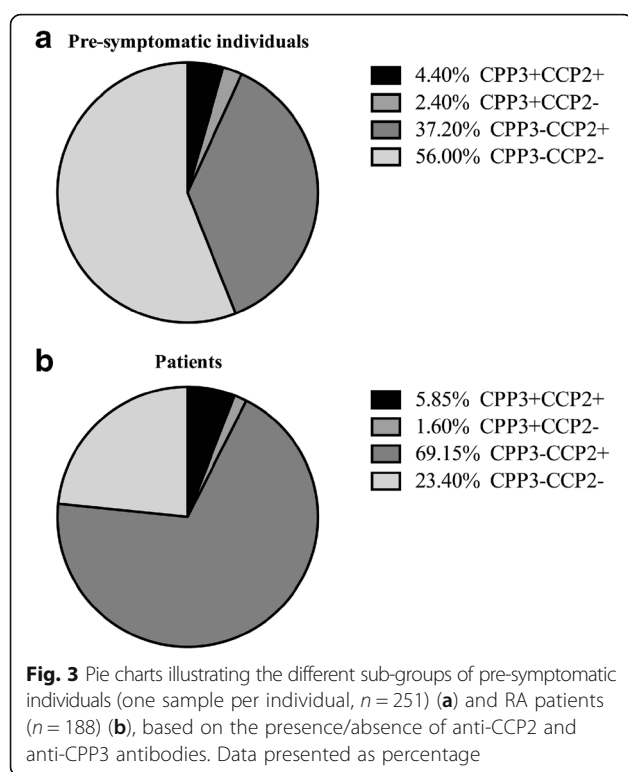 a Pre-symptomatic individuals
4.40% CPP3+CCP2+
2.40% CPP3+CCP2-
37.20% CPP3-CCP2+
56.00% CPP3-CCP2-
b Patients
5.85% CPP3+CCP2+
1.60% CPP3+CCP2-
69.15% CPP3-CCP2+
23.40% CPP3-CCP2-
Fig. 3 Pie charts illustrating the different sub-groups of pre-symptomatic
individuals (one sample per individual, n = 251) (a) and RA patients
(n = 188) (b), based on the presence/absence of anti-CCP2 and
anti-CPP3 antibodies. Data presented as percentage